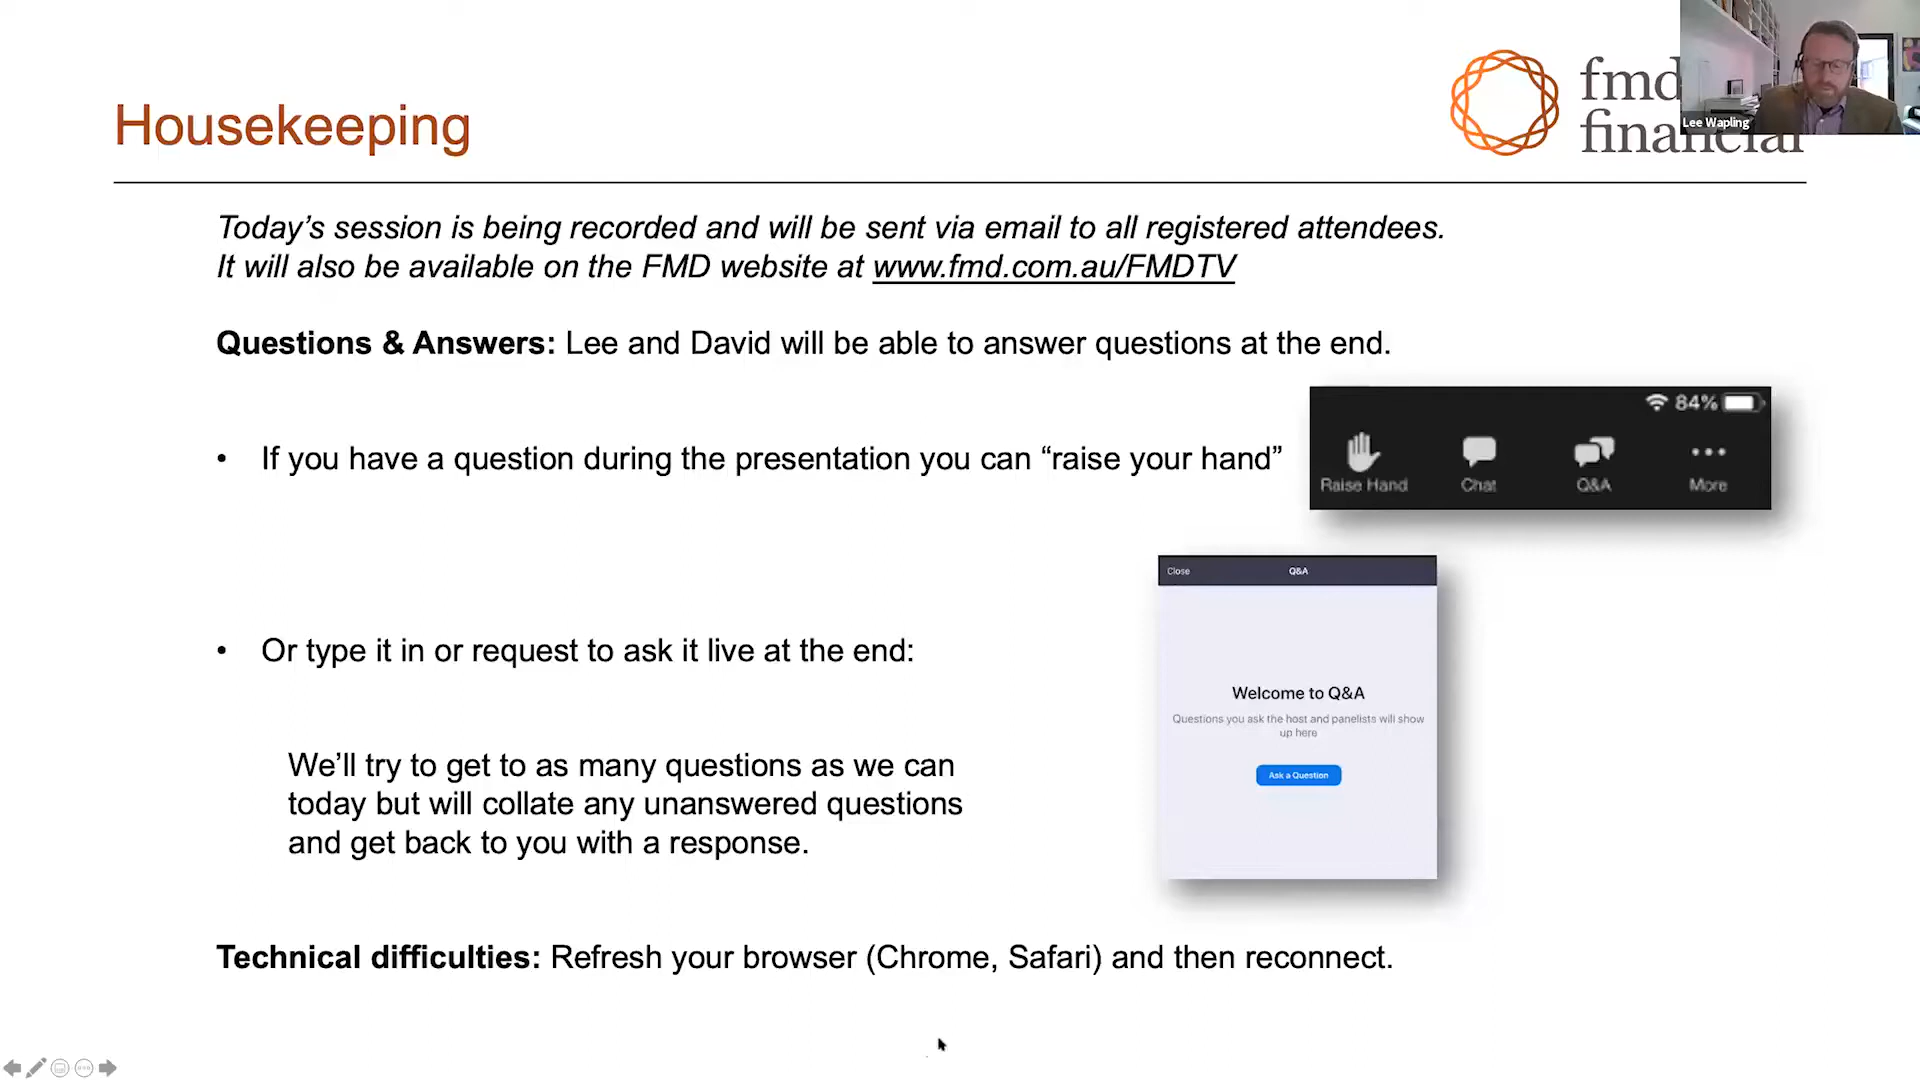 fmd
financial
Lee Wapling
Housekeeping
Today’s session is being recorded and will be sent via email to all registered attendees.
It will also be available on the FMD website at www.fmd.com.au/FMDTV
Questions & Answers: Lee and David will be able to answer questions at the end.
84%
• If you have a question during the presentation you can “raise your hand”
Raise Hand Chat Q&A More
Close Q&A
• Or type it in or request to ask it live at the end:
Welcome to Q&A
Questions you ask the host and panelists will show
up here
Ask a Question
We’ll try to get to as many questions as we can
today but will collate any unanswered questions
and get back to you with a response.
Technical difficulties: Refresh your browser (Chrome, Safari) and then reconnect.